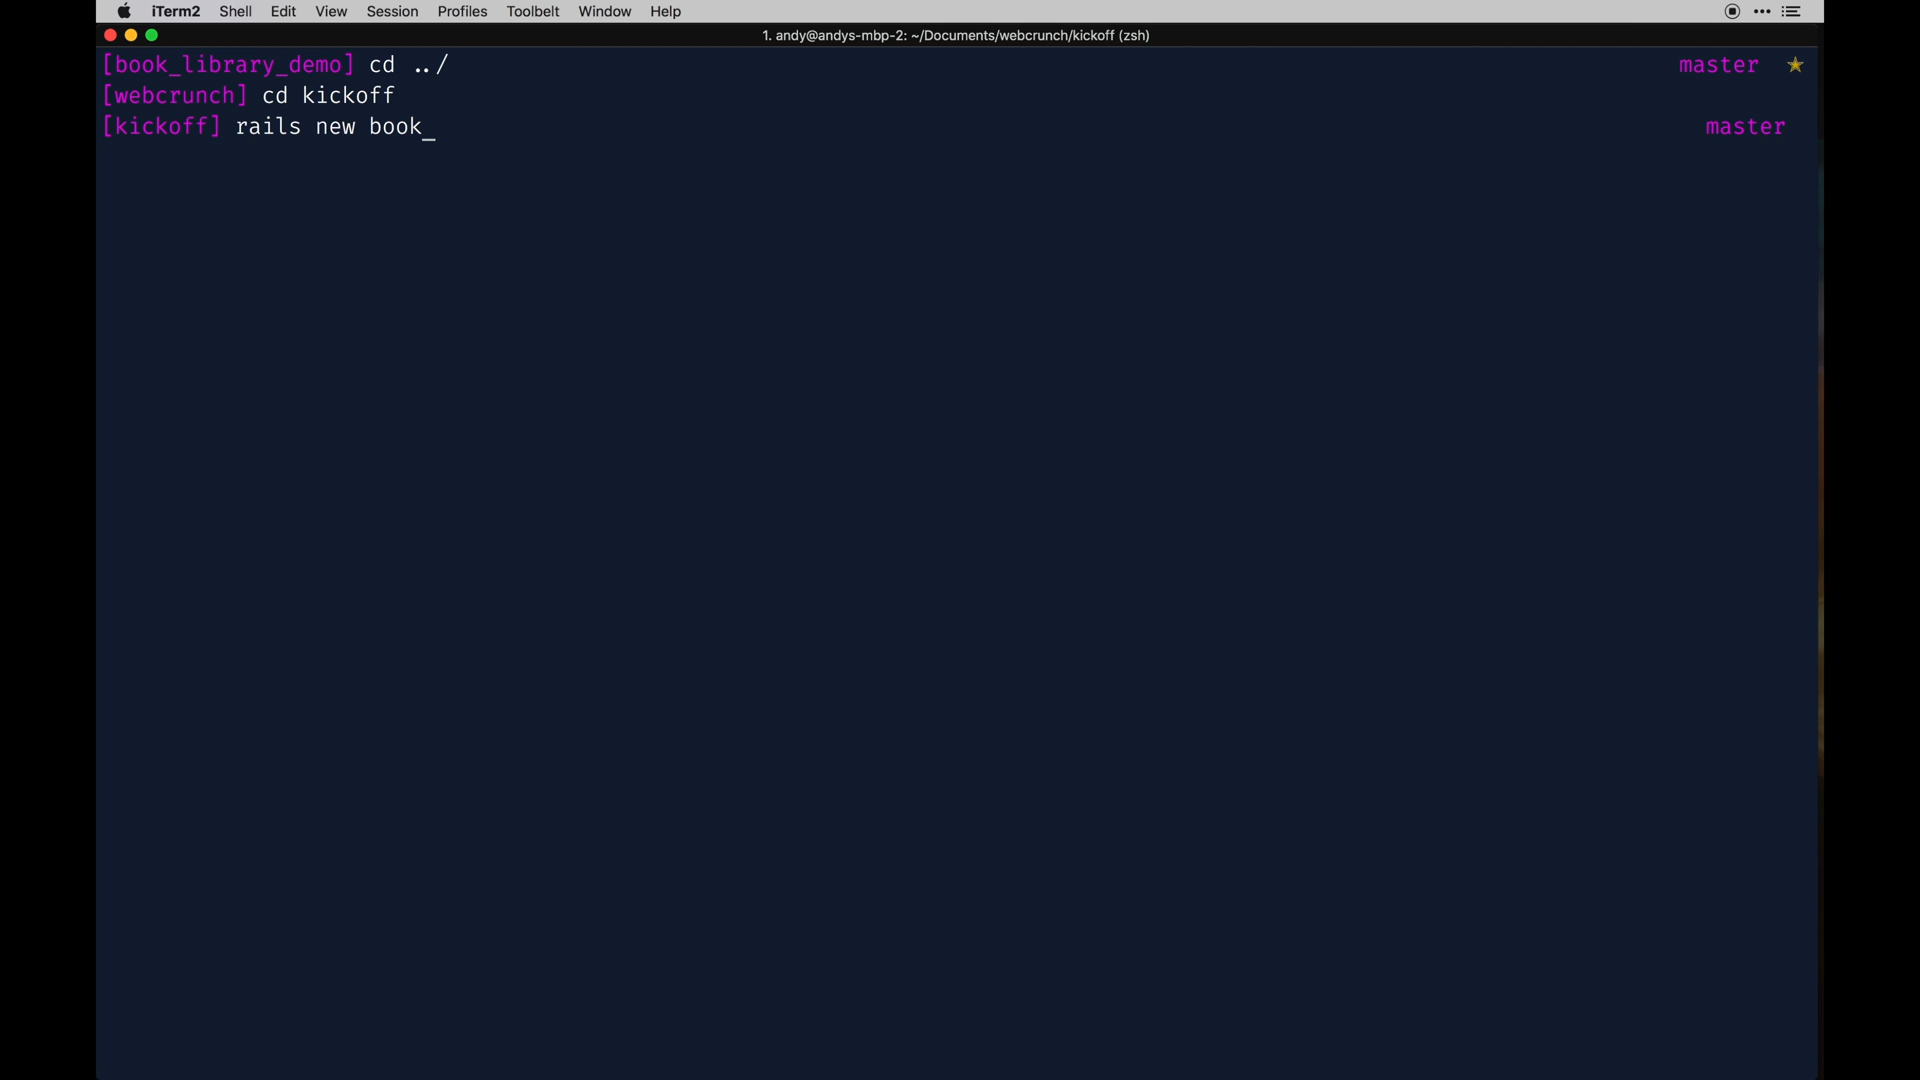 iTerm2 Shell Edit View Session Profiles Toolbelt Window Help
1. andy@andys-mbp-2: ~/Documents/webcrunch/kickoff (zsh)
[book_library_demo] cd ../ master
[webcrunch] cd kickoff
[kickoff] rails new book_ master